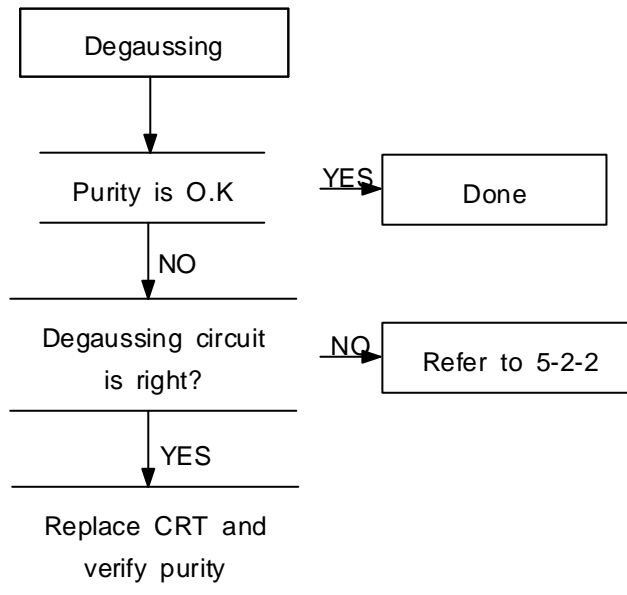 Degaussing
Purity is O.K
YES
Done
NO
Degaussing circuit
is right?
NO
Refer to 5-2-2
YES
Replace CRT and
verify purity